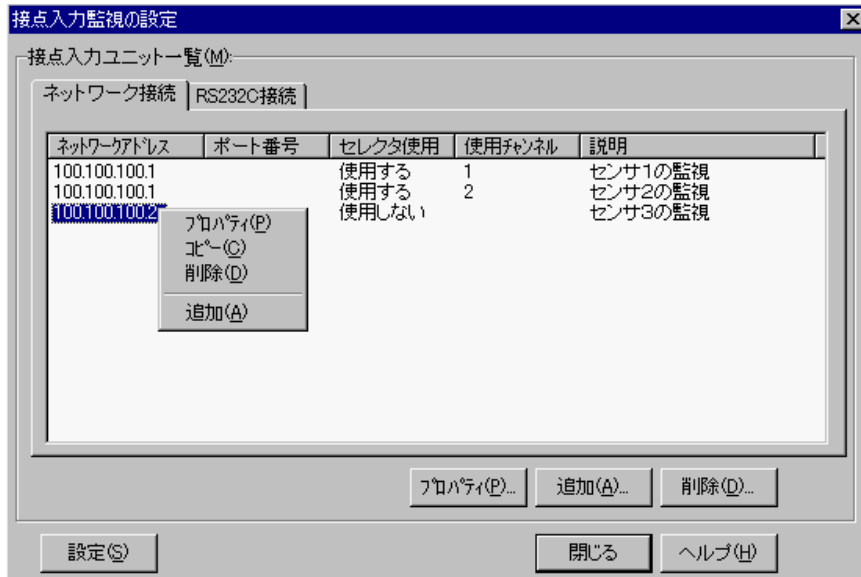 接点入力監視の設定
接点入力ユニット一覧(M):
ネットワーク接続 RS232C接続
ネットワークアドレス ポート番号 セレクタ使用 使用チャンネル 説明
100.100.100.1 使用する 1 センサ1の監視
100.100.100.1 使用する 2 センサ2の監視
100.100.100.2 使用しない センサ3の監視
プロパティ(P)
コピー(C)
削除(D)
追加(A)
プロパティ(P)... 追加(A)... 削除(D)...
設定(S) 閉じる ヘルプ(H)